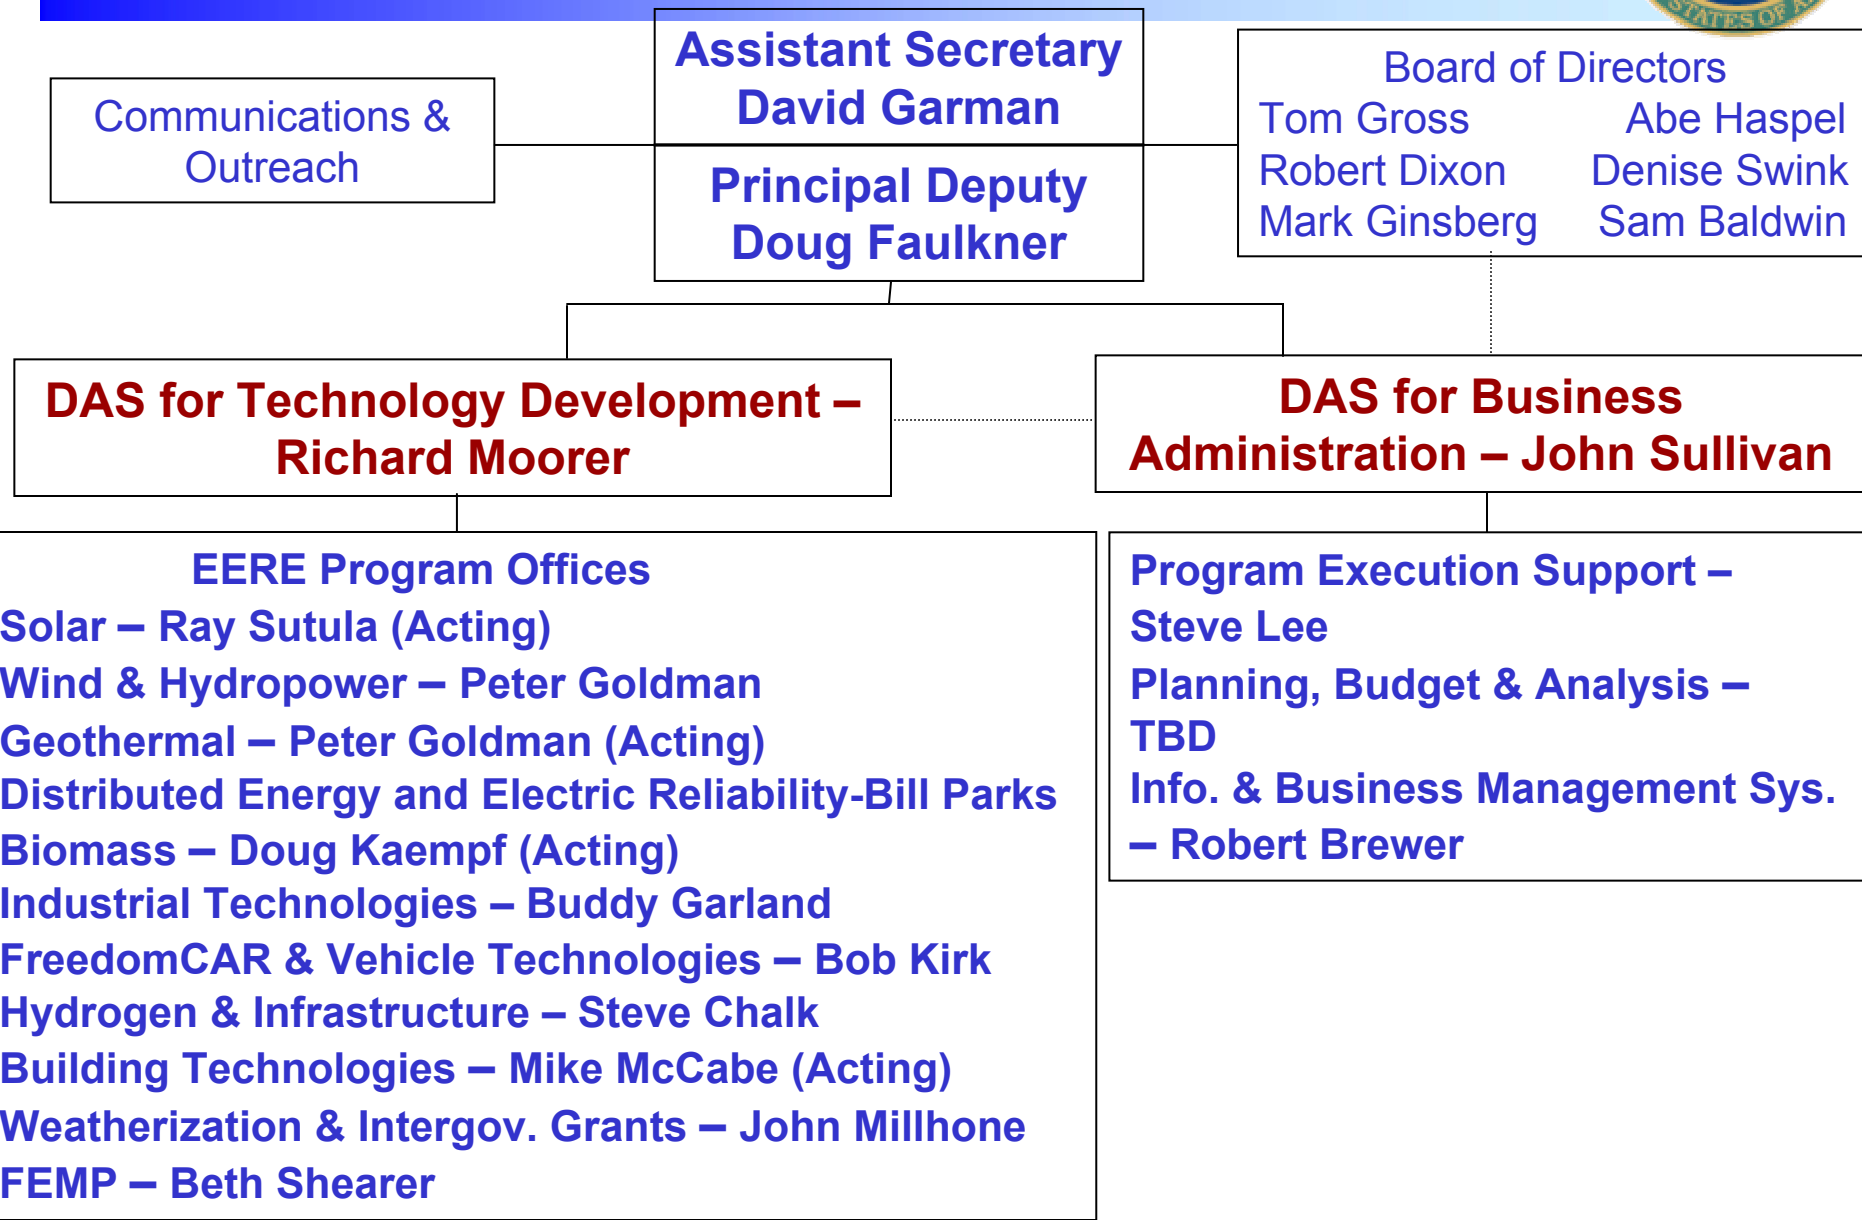 STATES OF
Assistant Secretary
David Garman
Principal Deputy
Doug Faulkner
Communications &
Outreach
Board of Directors
Tom Gross Abe Haspel
Robert Dixon Denise Swink
Mark Ginsberg Sam Baldwin
DAS for Technology Development –
Richard Moorer
DAS for Business
Administration – John Sullivan
EERE Program Offices
Solar – Ray Sutula (Acting)
Wind & Hydropower – Peter Goldman
Geothermal – Peter Goldman (Acting)
Distributed Energy and Electric Reliability-Bill Parks
Biomass – Doug Kaempf (Acting)
Industrial Technologies – Buddy Garland
FreedomCAR & Vehicle Technologies – Bob Kirk
Hydrogen & Infrastructure – Steve Chalk
Building Technologies – Mike McCabe (Acting)
Weatherization & Intergov. Grants – John Millhone
FEMP – Beth Shearer
Program Execution Support –
Steve Lee
Planning, Budget & Analysis –
TBD
Info. & Business Management Sys.
– Robert Brewer